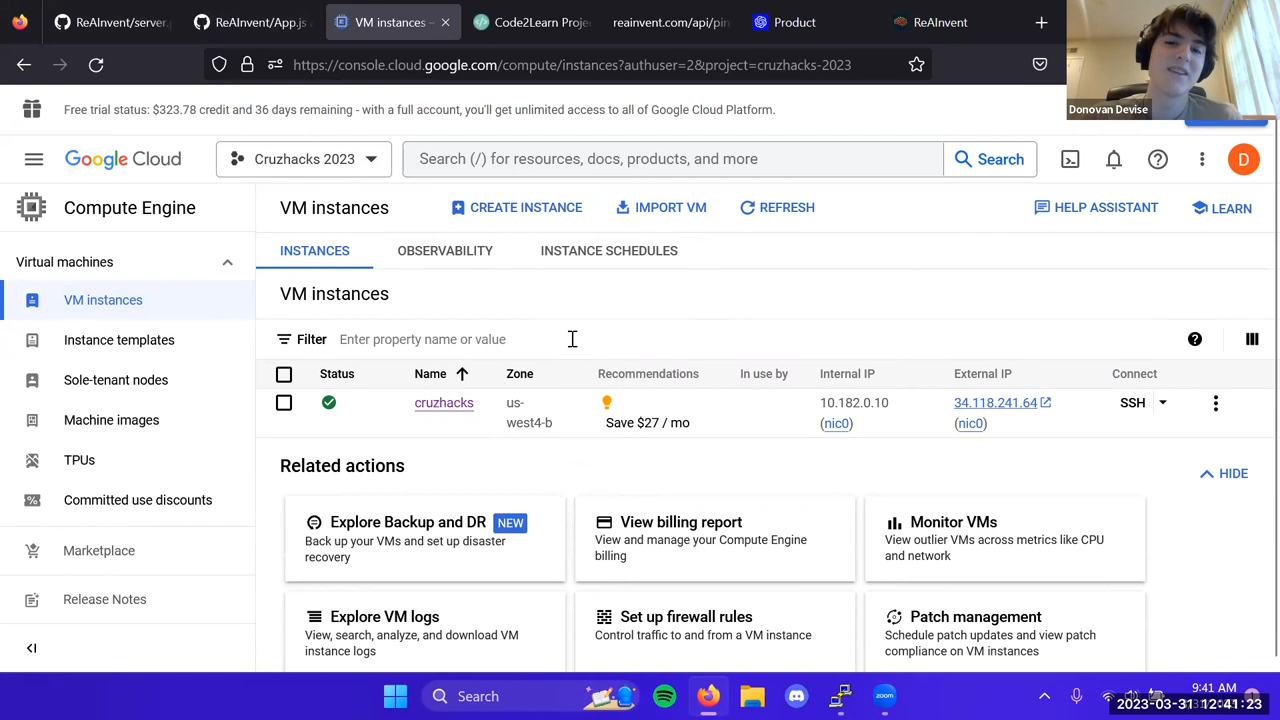 ReAInvent/server.
ReAInvent/App.js
VM instances –
Code2Learn Proje
reainvent.com/api/pin
Product
ReAInvent
https://console.cloud.google.com/compute/instances?authuser=2&project=cruzhacks-2023
Donovan Devise
Free trial status: $323.78 credit and 36 days remaining - with a full account, you'll get unlimited access to all of Google Cloud Platform.
Google Cloud
Cruzhacks 2023
Search (/) for resources, docs, products, and more
Search
D
Compute Engine
VM instances
CREATE INSTANCE
IMPORT VM
REFRESH
HELP ASSISTANT
LEARN
Virtual machines
INSTANCES
OBSERVABILITY
INSTANCE SCHEDULES
VM instances
Instance templates
Sole-tenant nodes
Machine images
TPUs
Committed use discounts
Marketplace
Release Notes
VM instances
Filter
Enter property name or value
Status
Name
Zone
Recommendations
In use by
Internal IP
External IP
Connect
cruzhacks
us-
west4-b
Save $27 / mo
10.182.0.10
(nic0)
34.118.241.64
(nic0)
SSH
Related actions
HIDE
Explore Backup and DR
NEW
Back up your VMs and set up disaster
recovery
View billing report
View and manage your Compute Engine
billing
Monitor VMs
View outlier VMs across metrics like CPU
and network
Explore VM logs
View, search, analyze, and download VM
instance logs
Set up firewall rules
Control traffic to and from a VM instance
Patch management
Schedule patch updates and view patch
compliance on VM instances
Search
zoom
9:41 AM
2023-03-31 12:41:23